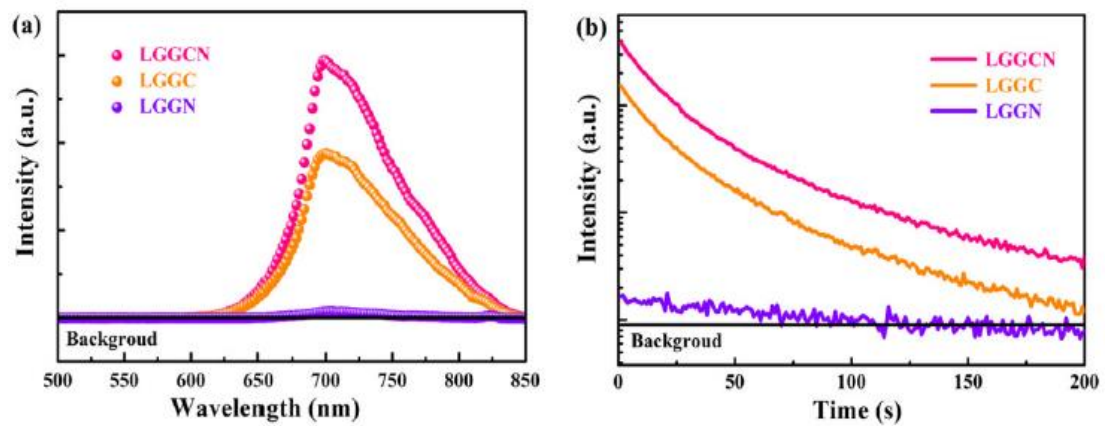 (a)
LGGCN
LGGC
LGGN
Intensity (a.u.)
Backgroud
500 550 600 650 700 750 800 850
Wavelength (nm)
(b)
LGGCN
LGGC
LGGN
Intensity (a.u.)
Backgroud
0 50 100 150 200
Time (s)